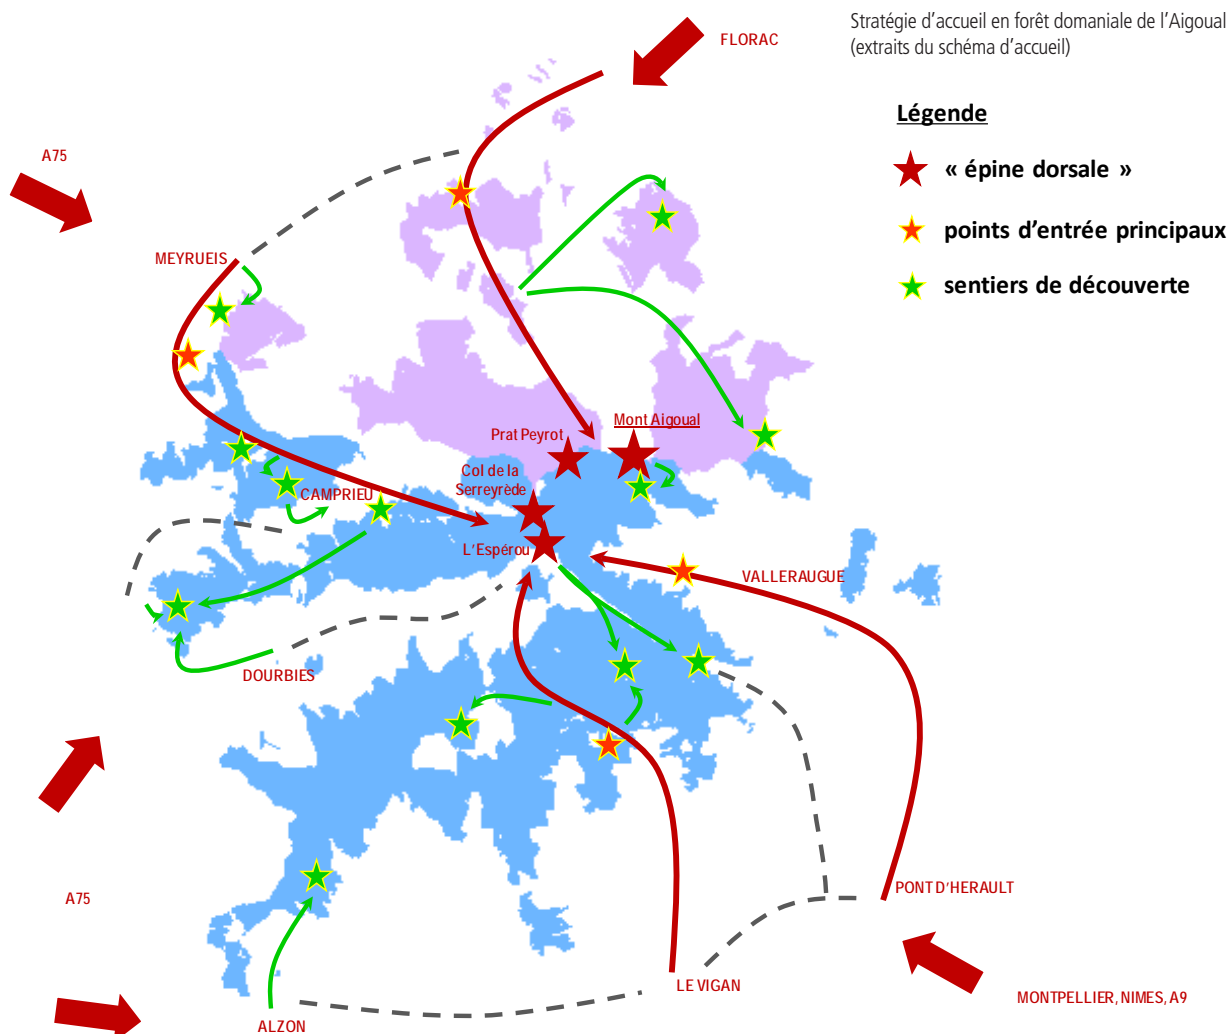 Stratégie d'accueil en forêt domaniale de l'Aigoual
(extraits du schéma d'accueil)
FLORAC
Légende
« épine dorsale »
points d'entrée principaux
sentiers de découverte
A75
MEYRUEIS
Mont Aigoual
Prat Peyrot
Col de la
Serreyrède
CAMPRIEU
L'Espérou
VALLERAUGUE
DOURBIES
A75
PONT D'HERAULT
LE VIGAN
MONTPELLIER, NIMES, A9
ALZON